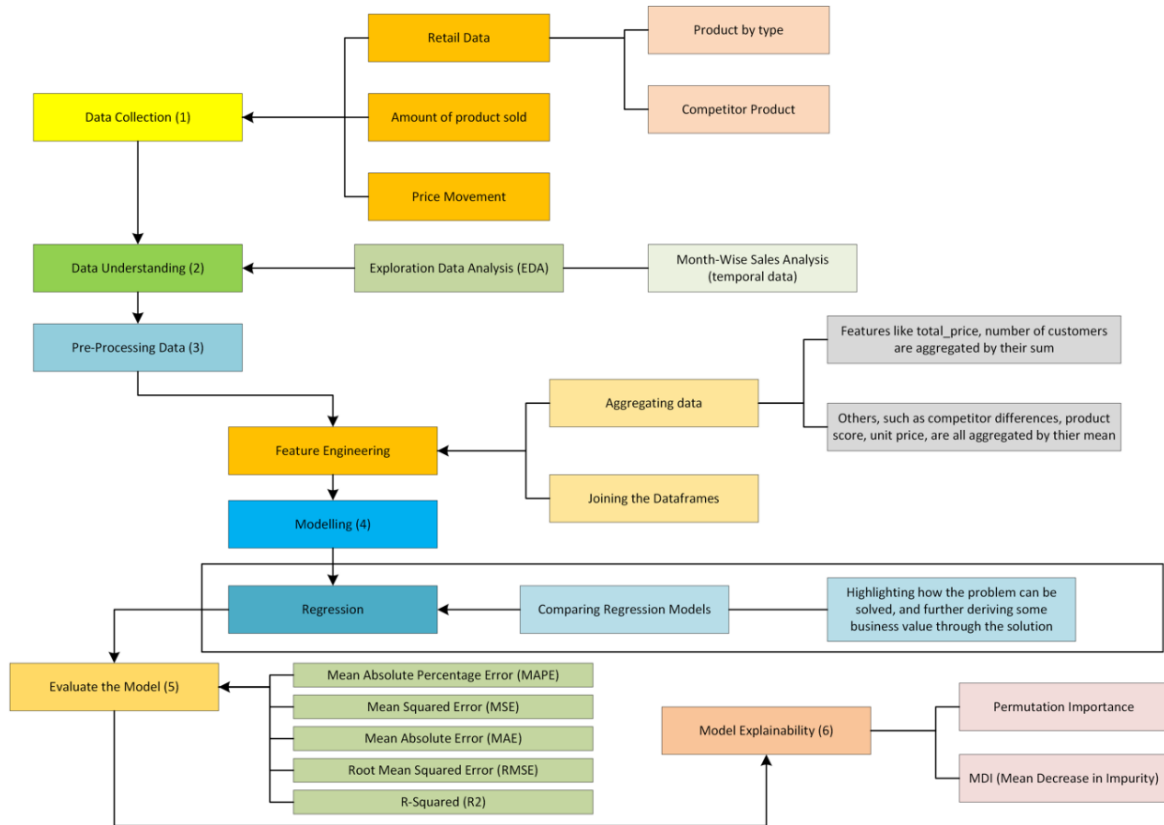 Retail Data
Product by type
Data Collection (1)
Amount of product sold
Competitor Product
Price Movement
Data Understanding (2)
Exploration Data Analysis (EDA)
Month-Wise Sales Analysis
(temporal data)
Pre-Processing Data (3)
Features like total_price, number of customers
are aggregated by their sum
Aggregating data
Others, such as competitor differences, product
score, unit price, are all aggregated by thier mean
Feature Engineering
Joining the Dataframes
Modelling (4)
Regression
Comparing Regression Models
Highlighting how the problem can be
solved, and further deriving some
business value through the solution
Evaluate the Model (5)
Mean Absolute Percentage Error (MAPE)
Mean Squared Error (MSE)
Mean Absolute Error (MAE)
Root Mean Squared Error (RMSE)
R-Squared (R2)
Model Explainability (6)
Permutation Importance
MDI (Mean Decrease in Impurity)